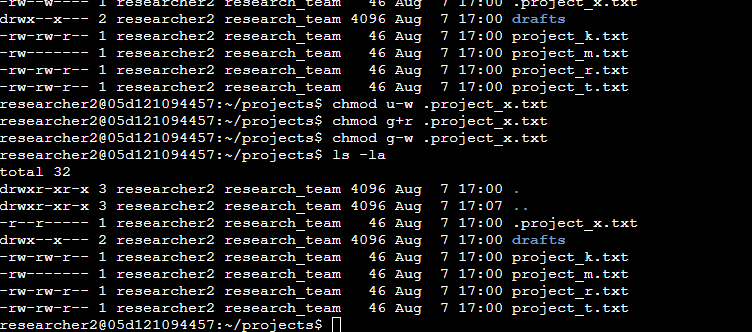 -rw--w---- 1 researcher2 research_team   46 Aug  7 17:00 .project_x.txt
drwx--x--- 2 researcher2 research_team 4096 Aug  7 17:00 drafts
-rw-rw-r-- 1 researcher2 research_team   46 Aug  7 17:00 project_k.txt
-rw------- 1 researcher2 research_team   46 Aug  7 17:00 project_m.txt
-rw-rw-r-- 1 researcher2 research_team   46 Aug  7 17:00 project_r.txt
-rw-rw-r-- 1 researcher2 research_team   46 Aug  7 17:00 project_t.txt
researcher2@05d121094457:~/projects$ chmod u-w .project_x.txt
researcher2@05d121094457:~/projects$ chmod g+r .project_x.txt
researcher2@05d121094457:~/projects$ chmod g-w .project_x.txt
researcher2@05d121094457:~/projects$ ls -la
total 32
drwxr-xr-x 3 researcher2 research_team 4096 Aug  7 17:00 .
drwxr-xr-x 3 researcher2 research_team 4096 Aug  7 17:07 ..
-r--r----- 1 researcher2 research_team   46 Aug  7 17:00 .project_x.txt
drwx--x--- 2 researcher2 research_team 4096 Aug  7 17:00 drafts
-rw-rw-r-- 1 researcher2 research_team   46 Aug  7 17:00 project_k.txt
-rw------- 1 researcher2 research_team   46 Aug  7 17:00 project_m.txt
-rw-rw-r-- 1 researcher2 research_team   46 Aug  7 17:00 project_r.txt
-rw-rw-r-- 1 researcher2 research_team   46 Aug  7 17:00 project_t.txt
researcher2@05d121094457:~/projects$